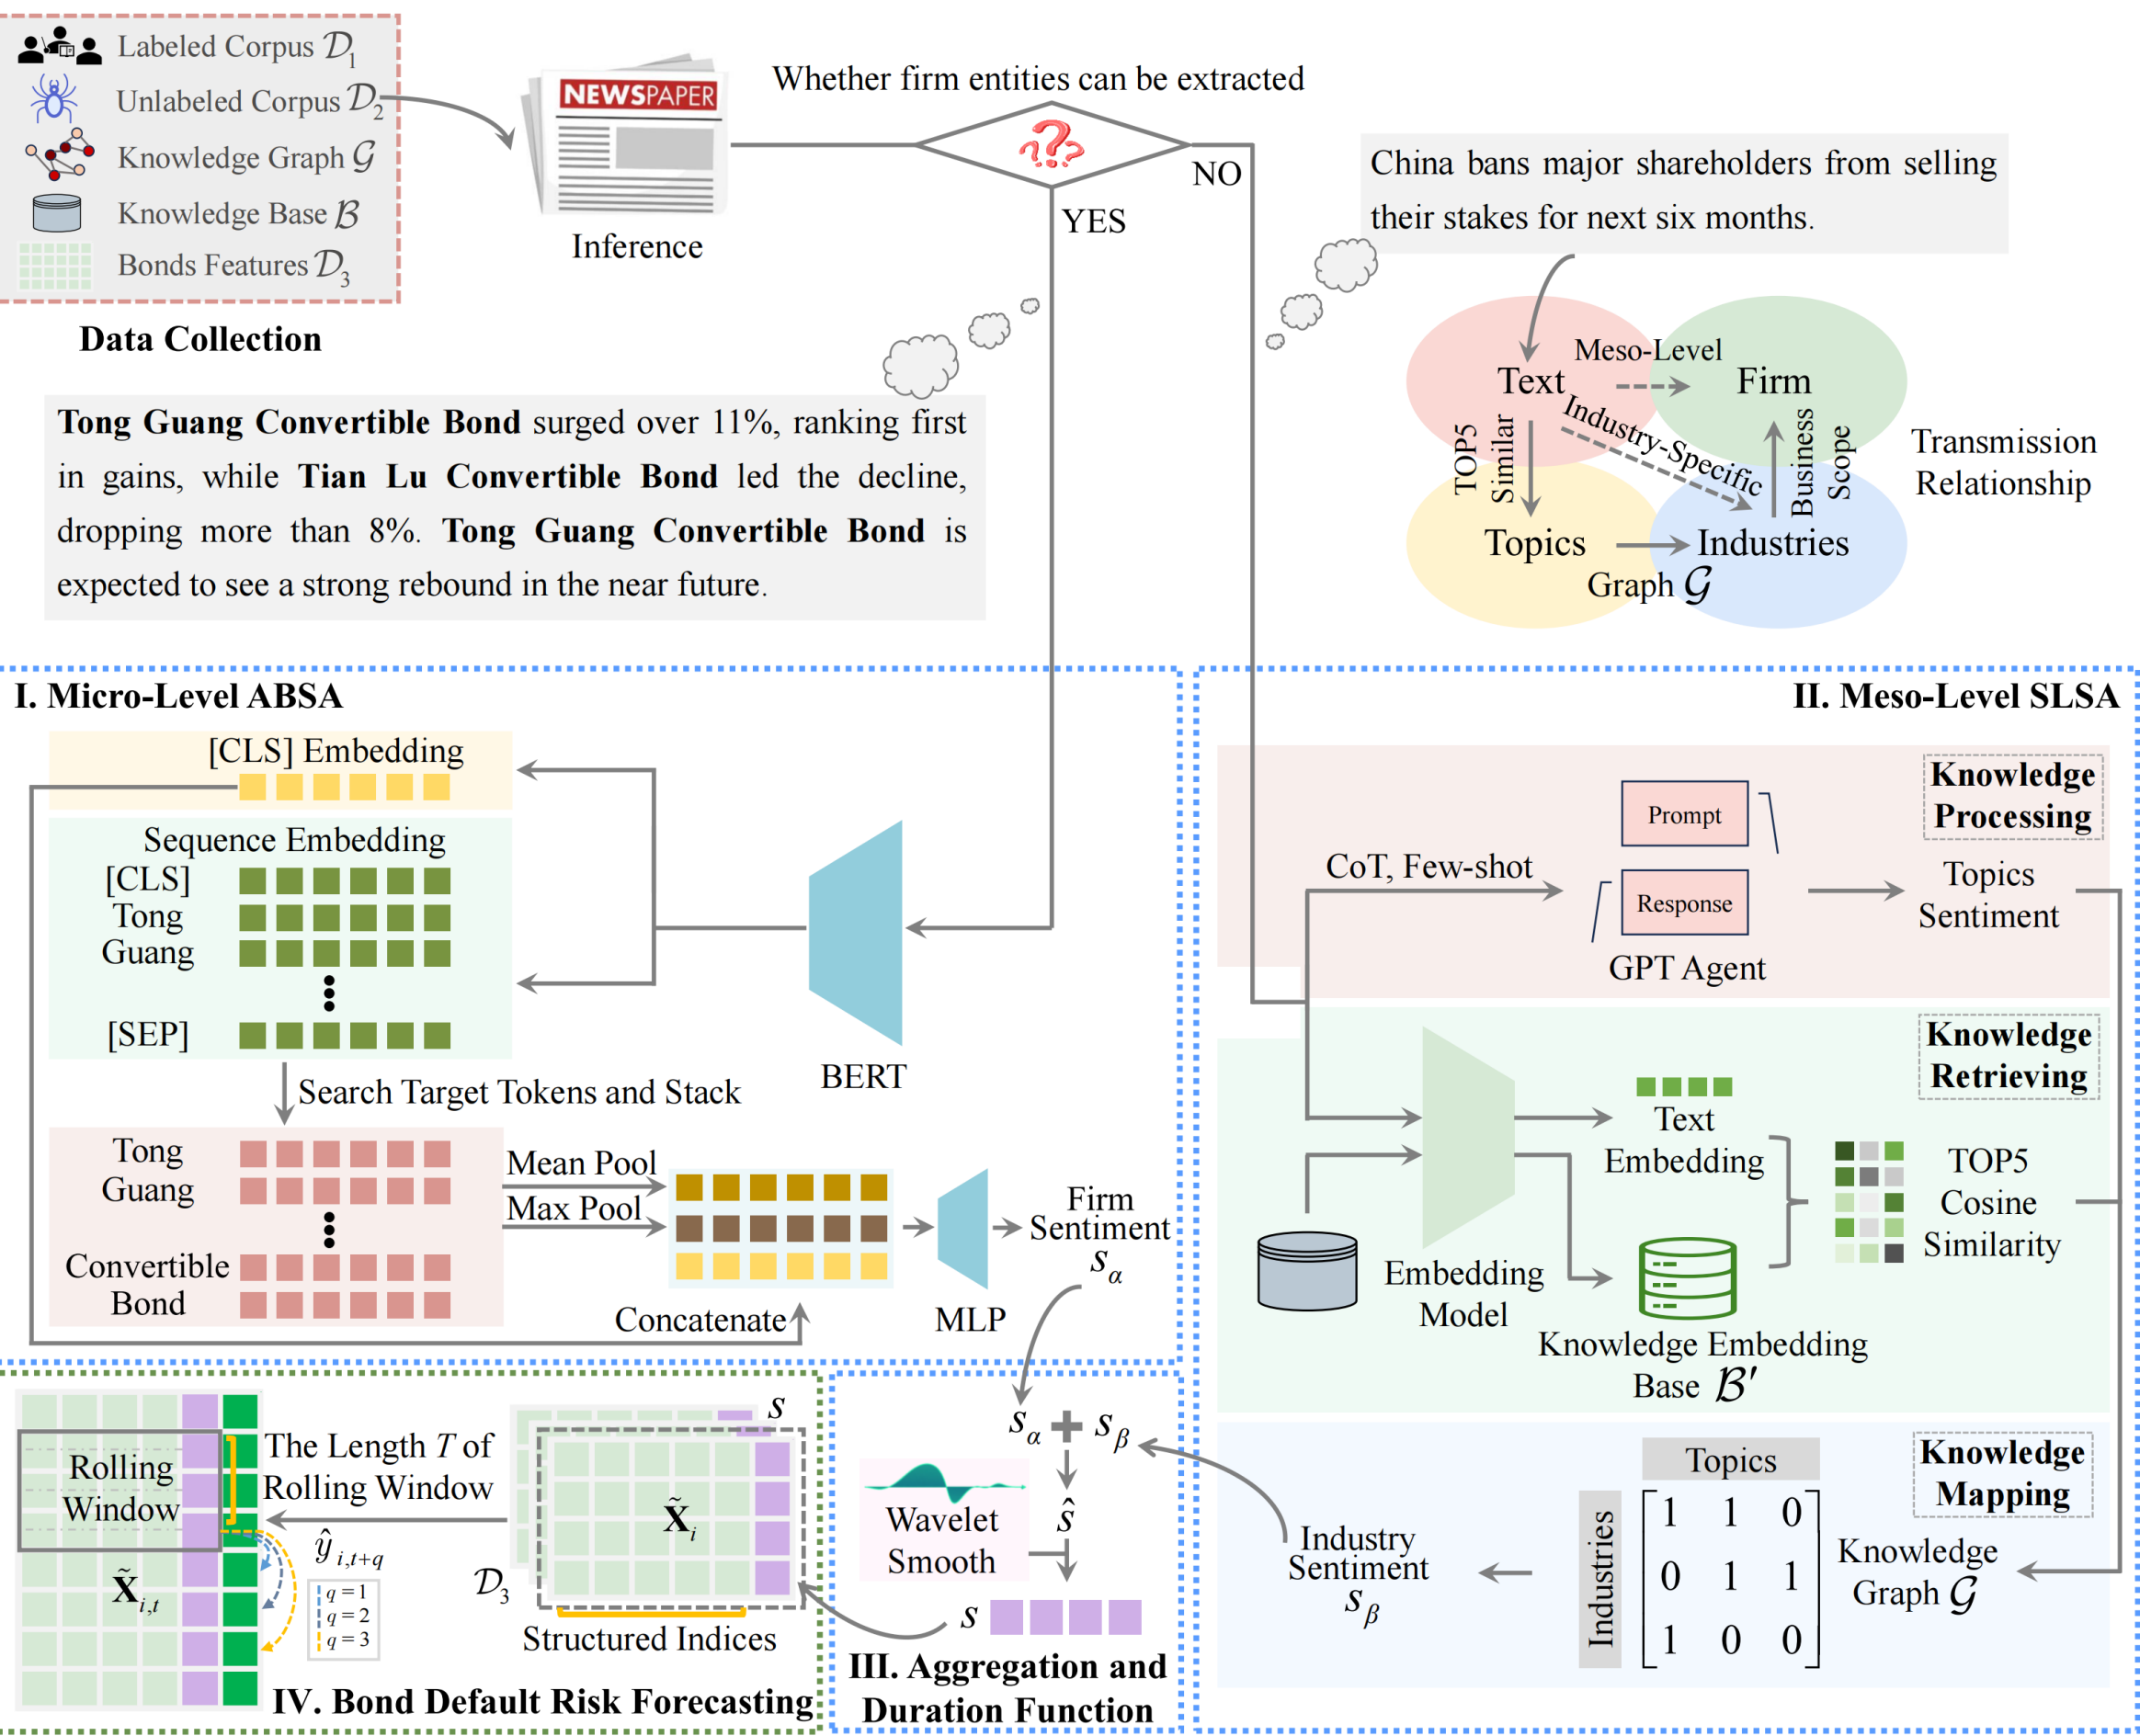 Labeled Corpus 𝒟1
Unlabeled Corpus 𝒟2
Knowledge Graph 𝒢
Knowledge Base ℬ
Bonds Features 𝒟3
Data Collection
NEWSPAPER
Inference
Whether firm entities can be extracted
??
?
NO
YES
China bans major shareholders from selling
their stakes for next six months.
Text
Meso-Level
Firm
TOP5
Similar
Industry-Specific
Business
Scope
Topics
Industries
Graph 𝒢
Transmission
Relationship
Tong Guang Convertible Bond surged over 11%, ranking first
in gains, while Tian Lu Convertible Bond led the decline,
dropping more than 8%. Tong Guang Convertible Bond is
expected to see a strong rebound in the near future.
I. Micro-Level ABSA
[CLS] Embedding
Sequence Embedding
[CLS]
Tong
Guang
[SEP]
BERT
Search Target Tokens and Stack
Tong
Guang
Convertible
Bond
Mean Pool
Max Pool
Concatenate
MLP
Firm
Sentiment
sα
II. Meso-Level SLSA
Knowledge
Processing
CoT, Few-shot
Prompt
Response
GPT Agent
Topics
Sentiment
Knowledge
Retrieving
Text
Embedding
Embedding
Model
Knowledge Embedding
Base ℬ′
TOP5
Cosine
Similarity
Knowledge
Mapping
Topics
Industries
1 1 0
0 1 1
1 0 0
Knowledge
Graph 𝒢
Industry
Sentiment
sβ
sα + sβ
Wavelet
Smooth
ŝ
s
III. Aggregation and
Duration Function
s
X̃i
𝒟3
Structured Indices
The Length T of
Rolling Window
Rolling
Window
X̃i,t
ŷi,t+q
q = 1
q = 2
q = 3
IV. Bond Default Risk Forecasting